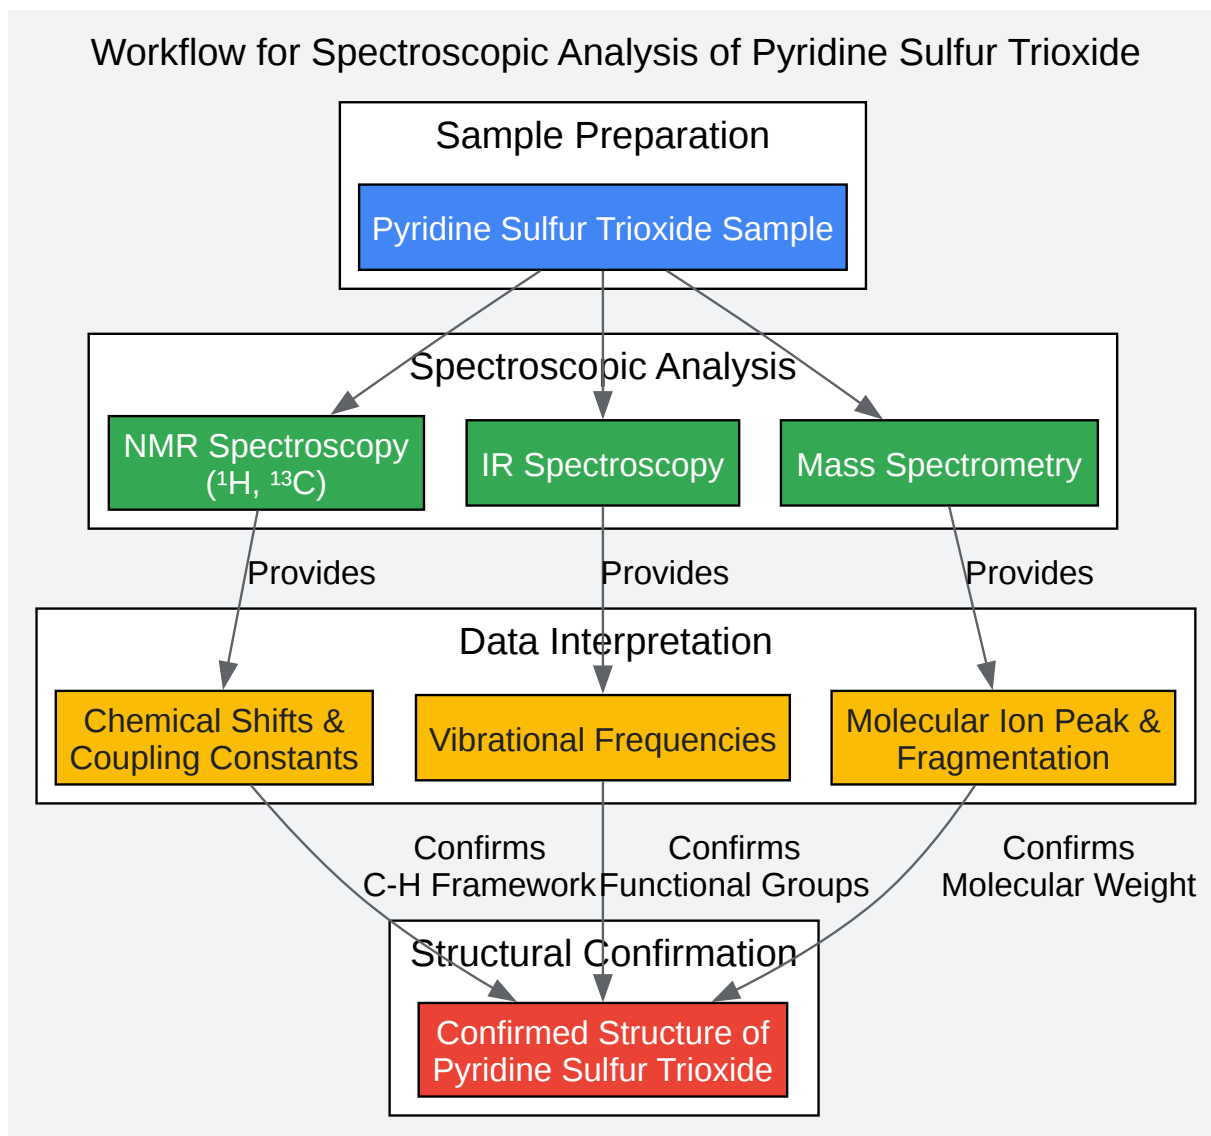 Workflow for Spectroscopic Analysis of Pyridine Sulfur Trioxide
Sample Preparation
Pyridine Sulfur Trioxide Sample
Spectroscopic Analysis
NMR Spectroscopy
(¹H, ¹³C)
IR Spectroscopy
Mass Spectrometry
Provides
Provides
Provides
Data Interpretation
Chemical Shifts &
Coupling Constants
Vibrational Frequencies
Molecular Ion Peak &
Fragmentation
Confirms
C-H Framework
Confirms
Functional Groups
Confirms
Molecular Weight
Structural Confirmation
Confirmed Structure of
Pyridine Sulfur Trioxide